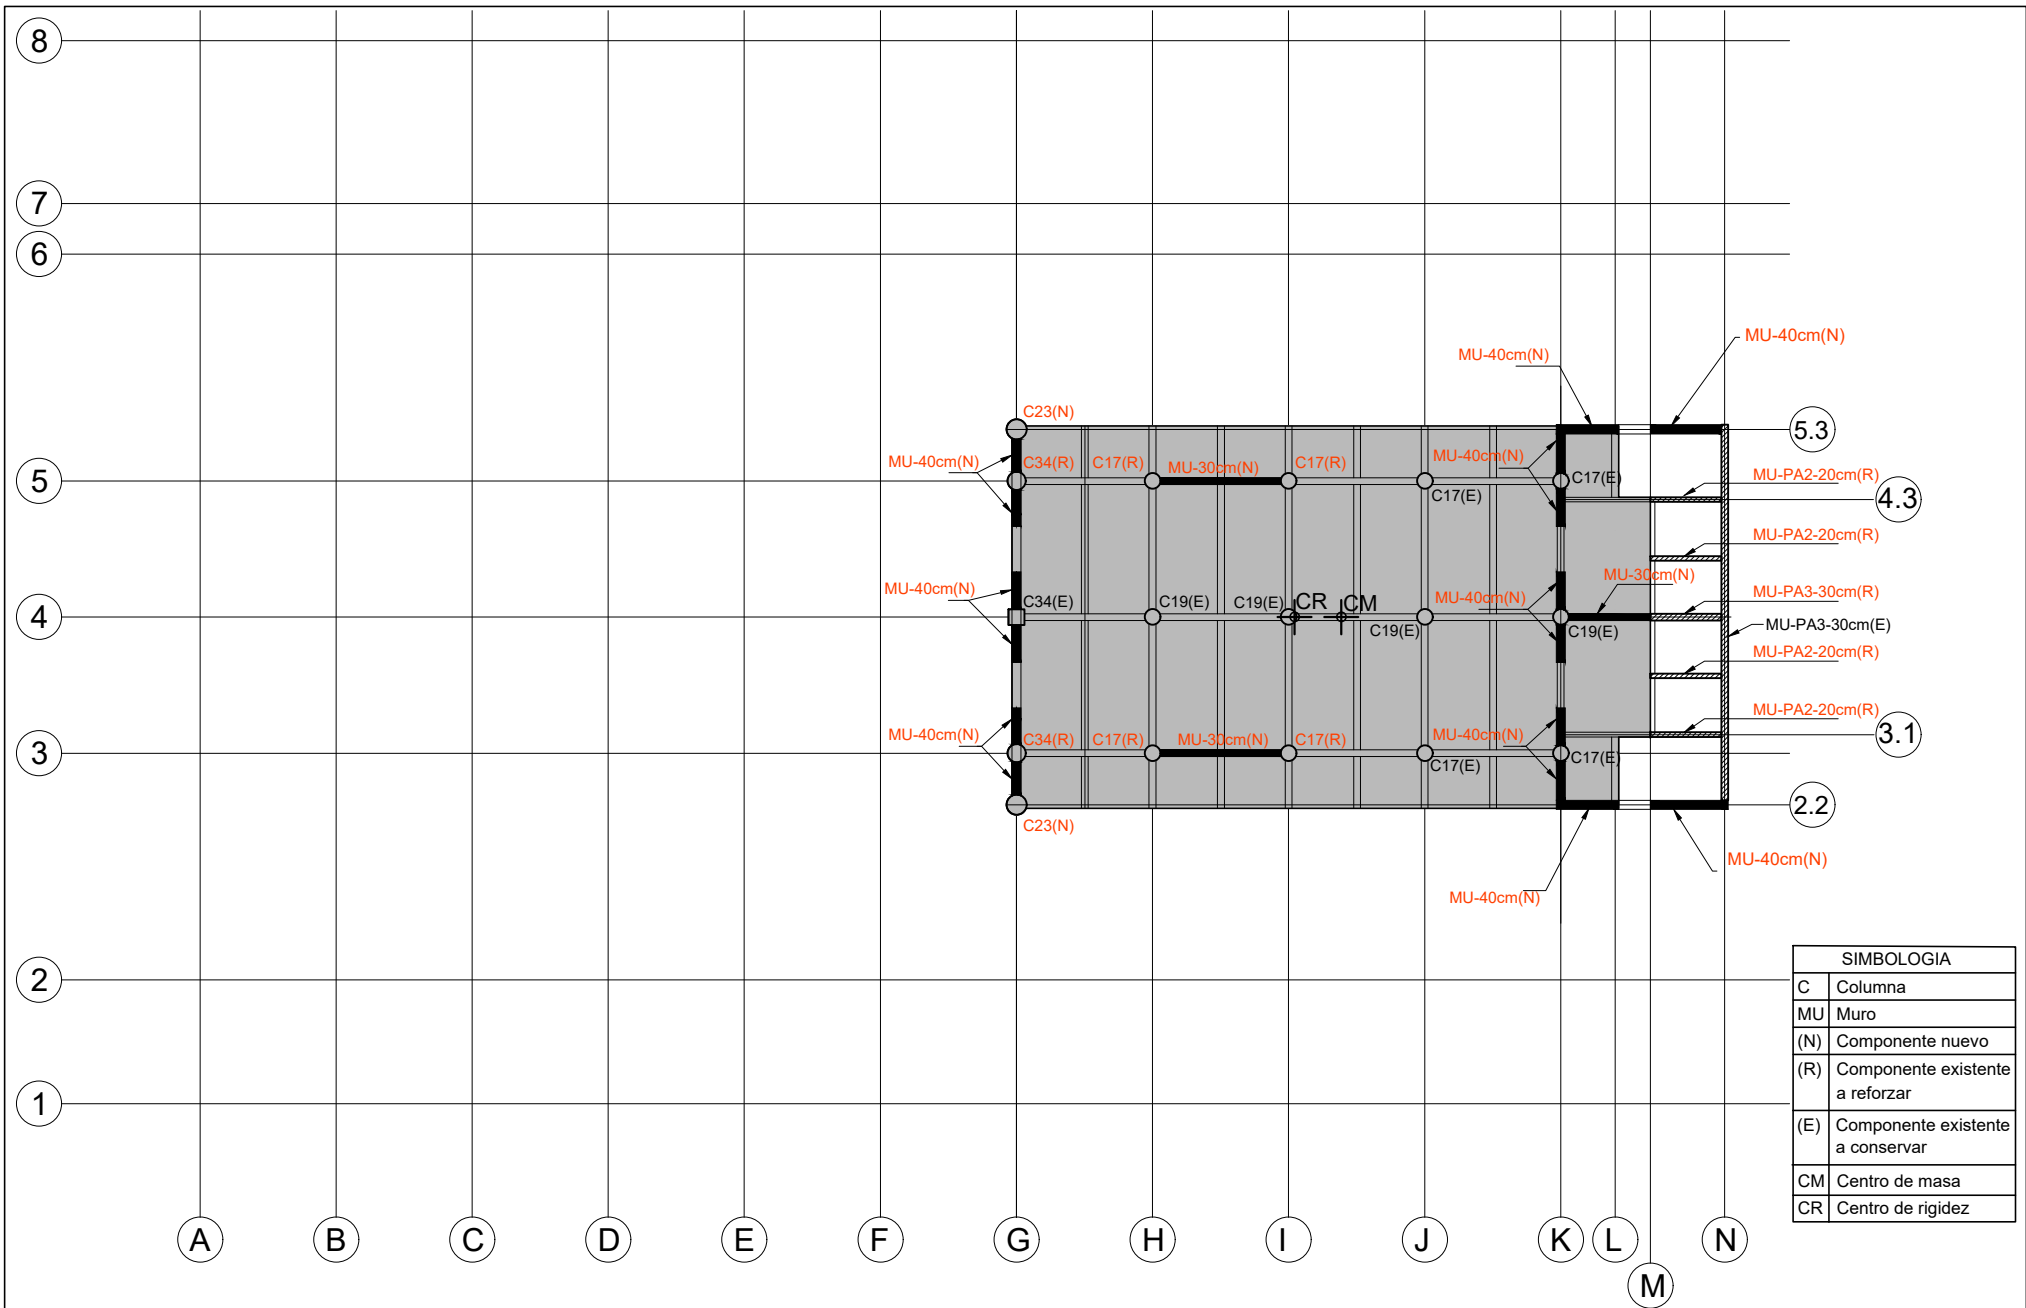 8
7
6
MU-40cm(N)
MU-40cm(N)
C23(N)
5.3
MU-40cm(N)
C34(R)
C17(R)
MU-30cm(N)
C17(R)
MU-40cm(N)
5
C17(E)
C17(E)
MU-PA2-20cm(R)
4.3
MU-PA2-20cm(R)
MU-40cm(N)
MU-30cm(N)
MU-PA3-30cm(R)
C34(E)
C19(E)
C19(E)
CR
CM
MU-40cm(N)
4
C19(E)
C19(E)
MU-PA3-30cm(E)
MU-PA2-20cm(R)
MU-PA2-20cm(R)
MU-40cm(N)
C34(R)
C17(R)
MU-30cm(N)
C17(R)
MU-40cm(N)
3.1
3
C17(E)
C17(E)
2.2
C23(N)
MU-40cm(N)
MU-40cm(N)
2
1
SIMBOLOGIA
C Columna
MU Muro
(N) Componente nuevo
(R) Componente existente
a reforzar
(E) Componente existente
a conservar
CM Centro de masa
CR Centro de rigidez
A B C D E F G H I J K L N
M